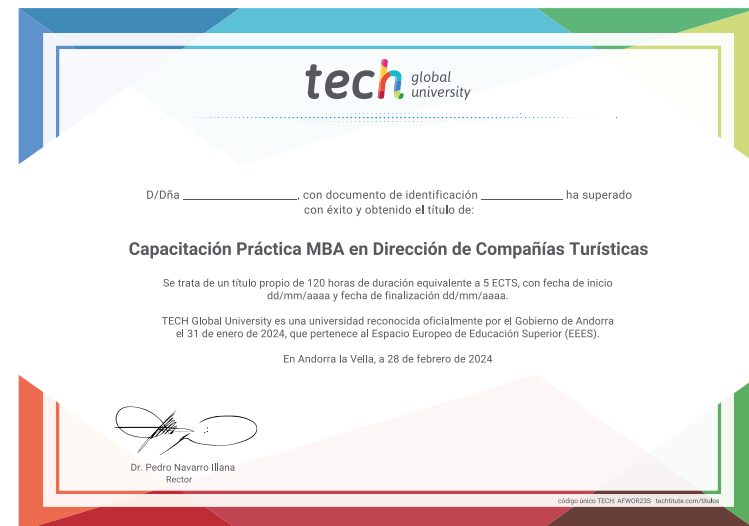 tech global
university
D/Dña ______________, con documento de identificación ______________ ha superado
con éxito y obtenido el título de:
Capacitación Práctica MBA en Dirección de Compañías Turísticas
Se trata de un título propio de 120 horas de duración equivalente a 5 ECTS, con fecha de inicio
dd/mm/aaaa y fecha de finalización dd/mm/aaaa.
TECH Global University es una universidad reconocida oficialmente por el Gobierno de Andorra
el 31 de enero de 2024, que pertenece al Espacio Europeo de Educación Superior (EEES).
En Andorra la Vella, a 28 de febrero de 2024
Dr. Pedro Navarro Illana
Rector
código único TECH: AFWOR23S techtitute.com/titulos